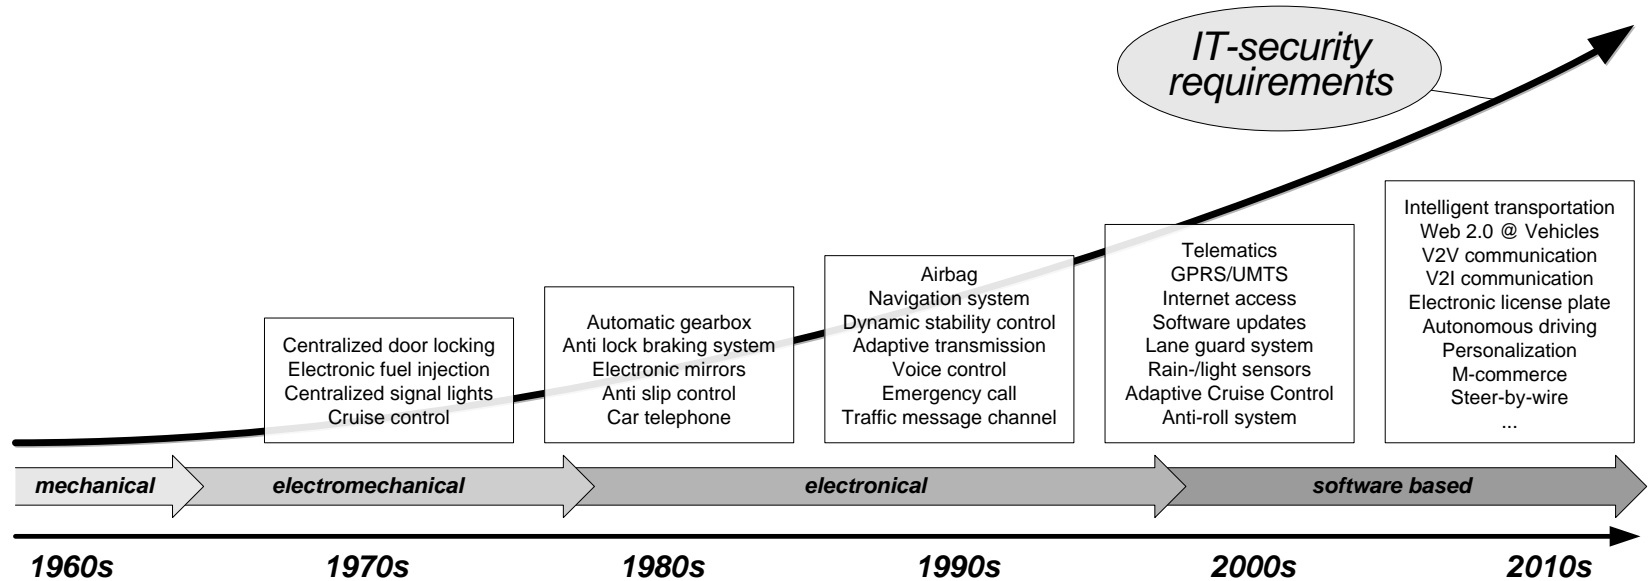 IT-security
requirements
Centralized door locking
Electronic fuel injection
Centralized signal lights
Cruise control
Automatic gearbox
Anti lock braking system
Electronic mirrors
Anti slip control
Car telephone
Airbag
Navigation system
Dynamic stability control
Adaptive transmission
Voice control
Emergency call
Traffic message channel
Telematics
GPRS/UMTS
Internet access
Software updates
Lane guard system
Rain-/light sensors
Adaptive Cruise Control
Anti-roll system
Intelligent transportation
Web 2.0 @ Vehicles
V2V communication
V2I communication
Electronic license plate
Autonomous driving
Personalization
M-commerce
Steer-by-wire
...
mechanical electromechanical electronical software based
1960s 1970s 1980s 1990s 2000s 2010s